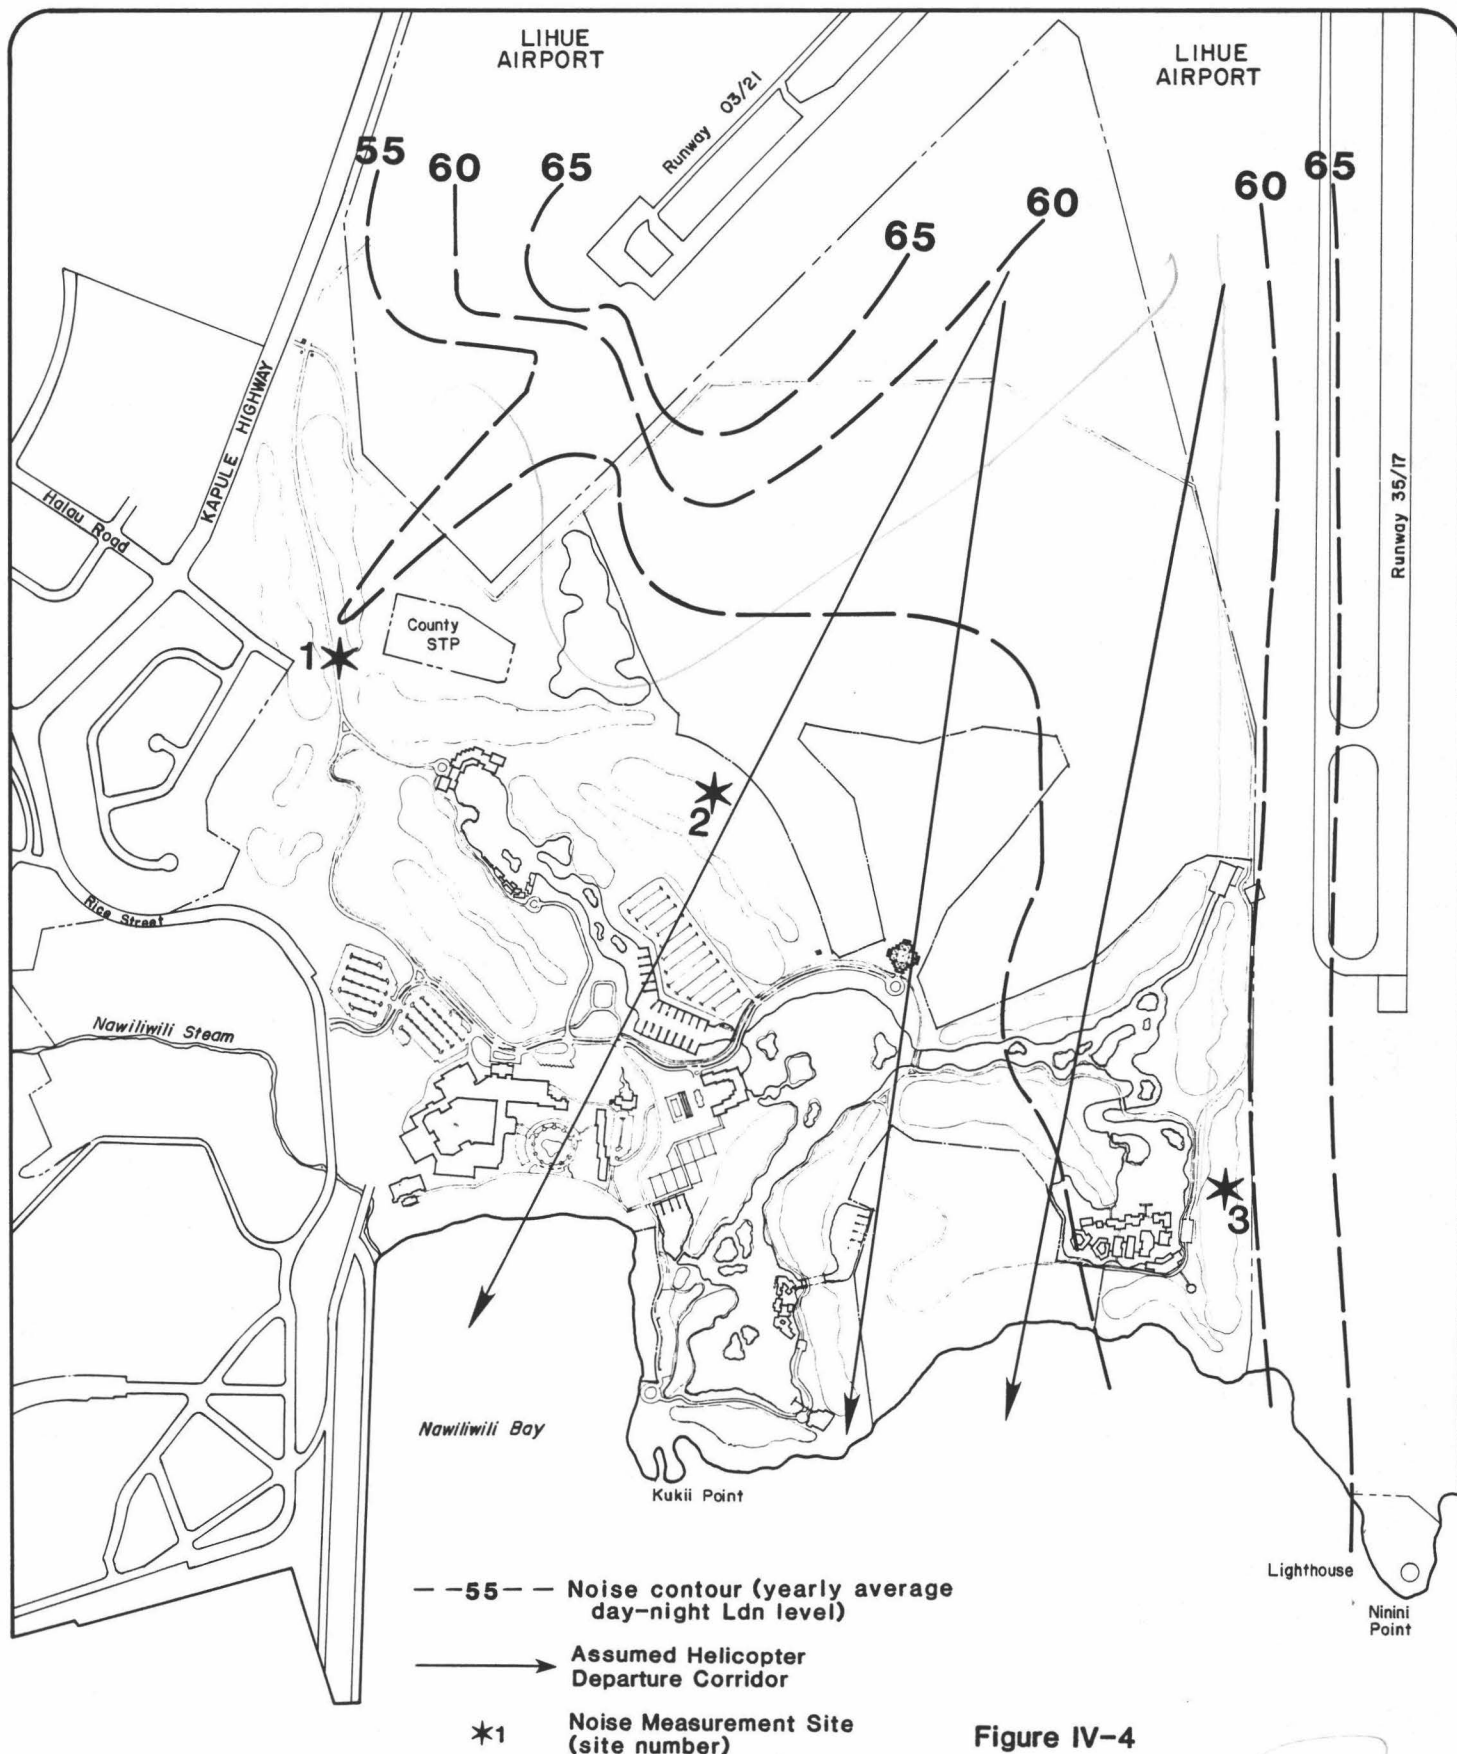 LIHUE
AIRPORT
LIHUE
AIRPORT
Runway 03/21
55
60
65
65
60
60
65
KAPULE HIGHWAY
Halau Road
Runway 35/17
County
STP
1
2
3
Rice Street
Nawiliwili Steam
Nawiliwili Bay
Kukii Point
Lighthouse
Ninini
Point
55 Noise contour (yearly average
day-night Ldn level)
Assumed Helicopter
Departure Corridor
1 Noise Measurement Site
(site number)
Figure IV-4